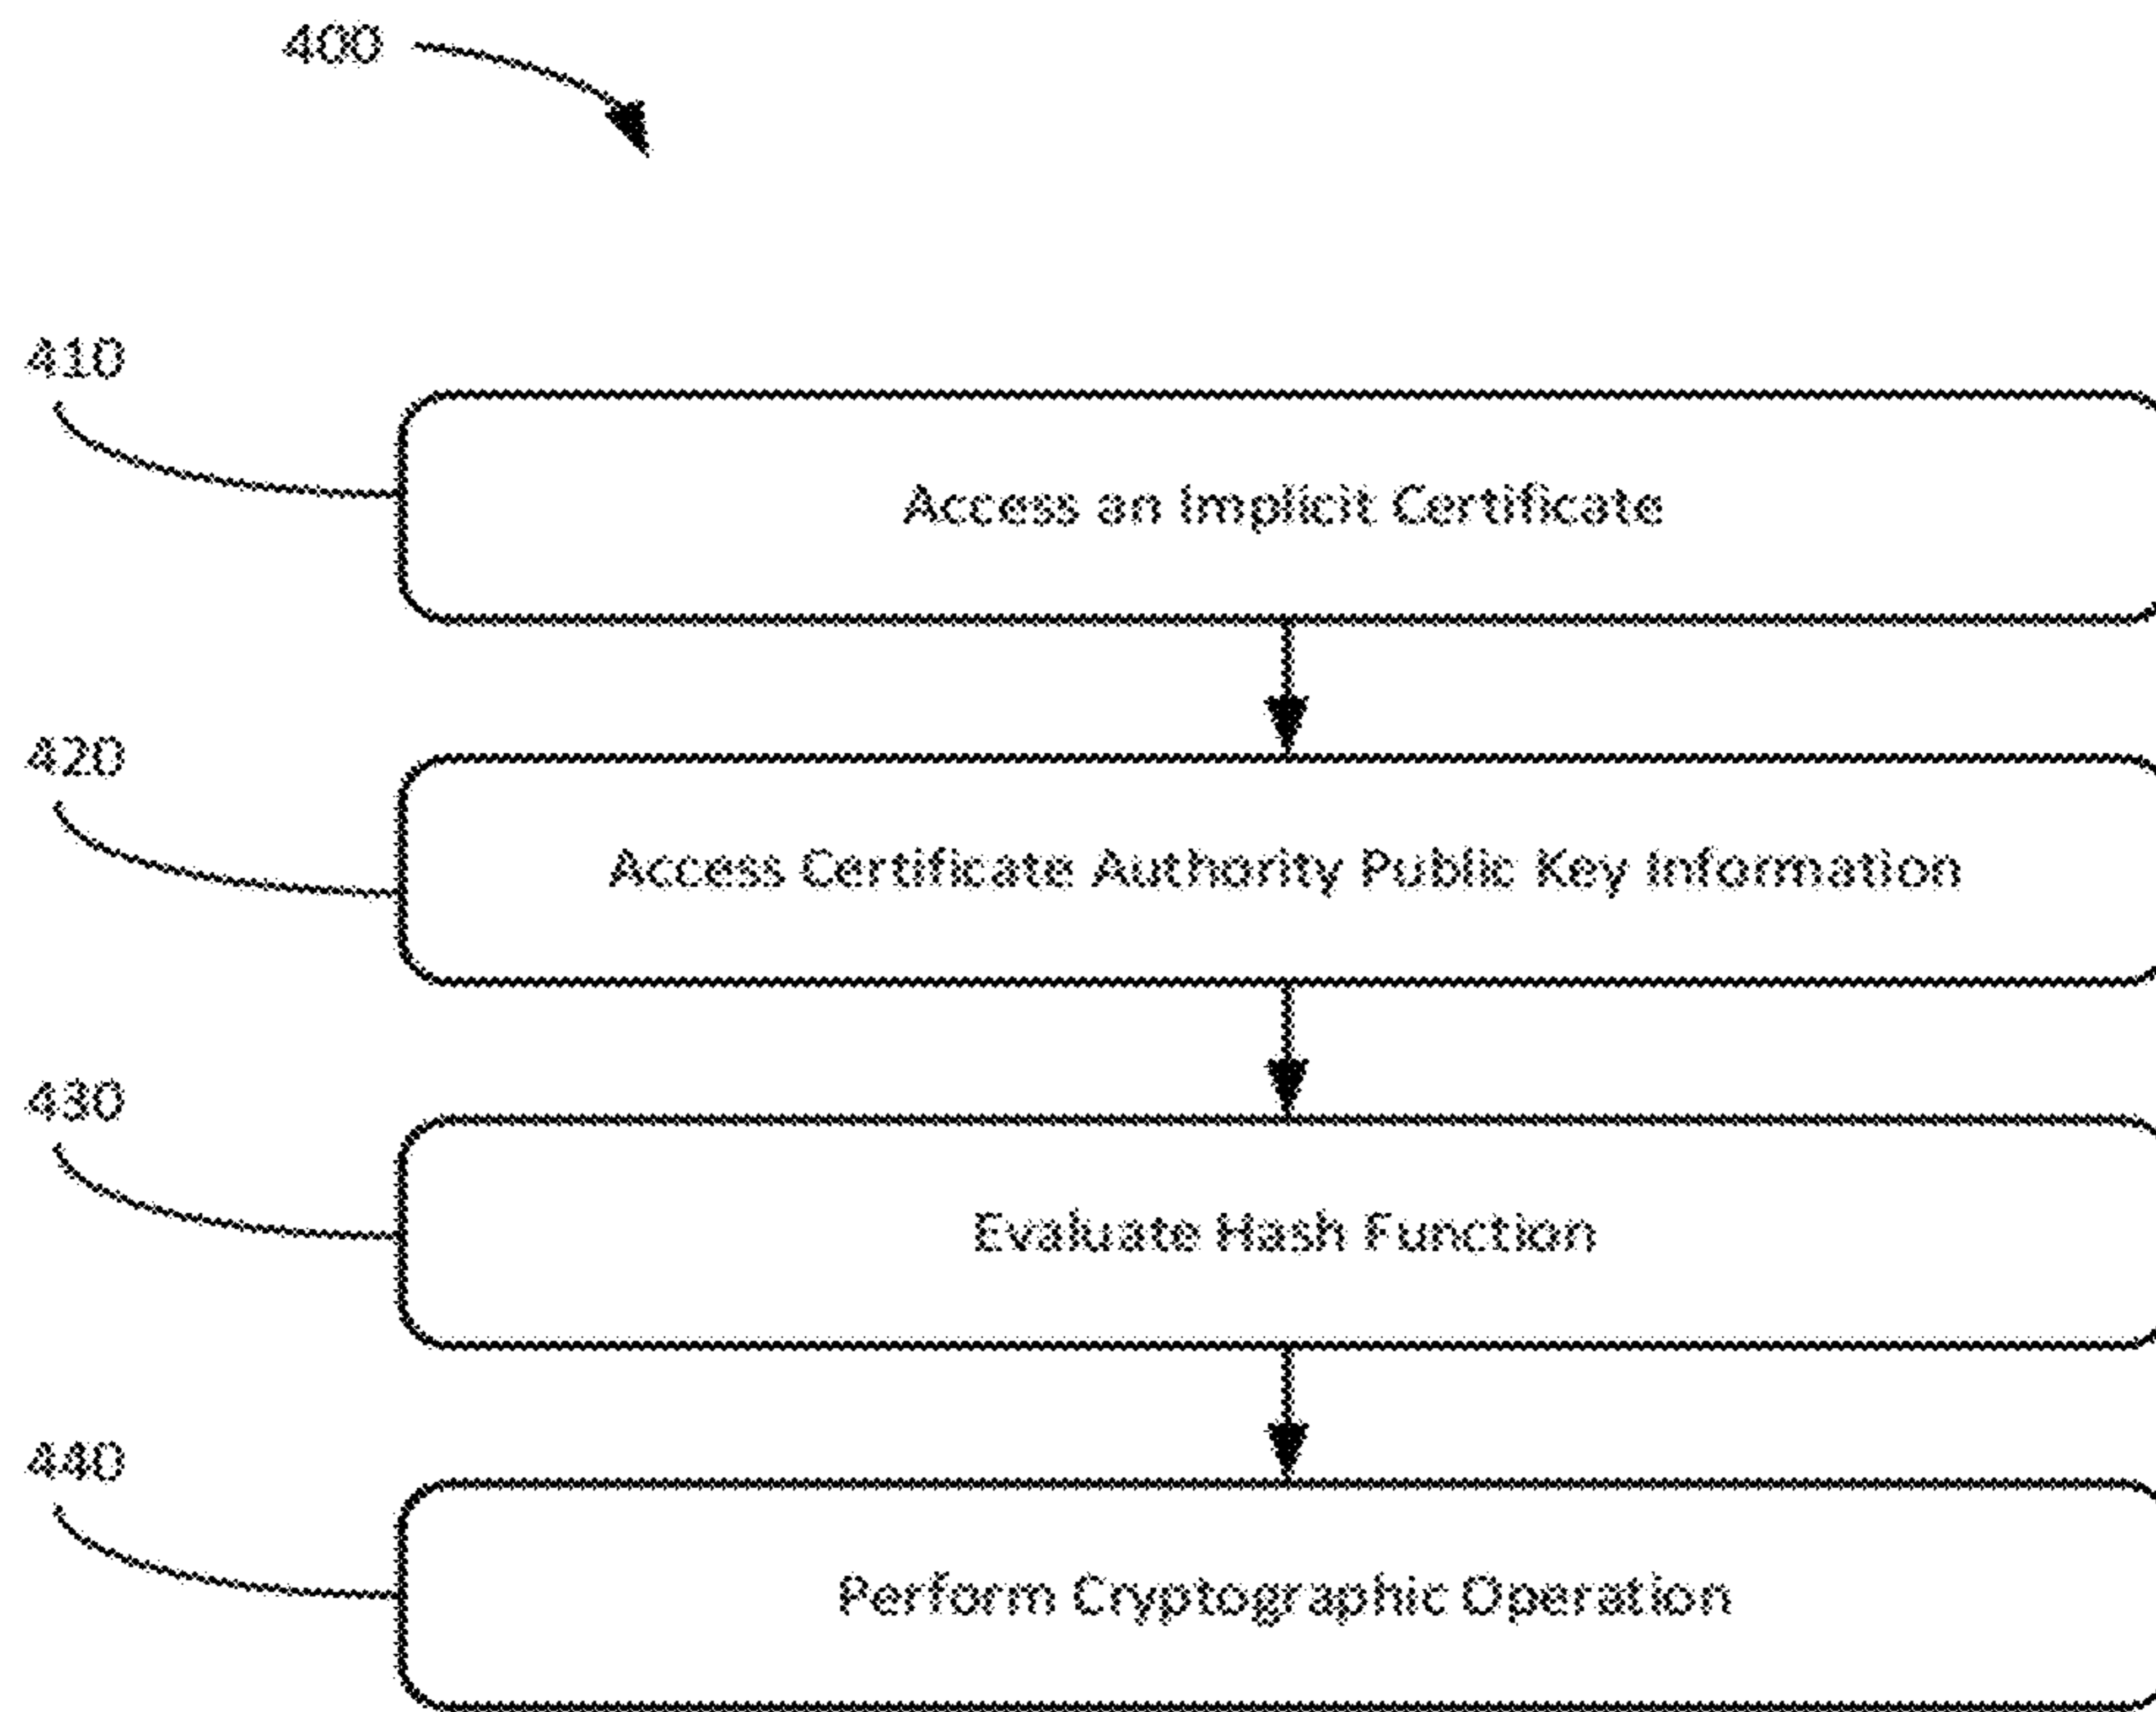 400
410
Access an Implicit Certificate
420
Access Certificate Authority Public Key Information
430
Evaluate Hash Function
440
Perform Cryptographic Operation